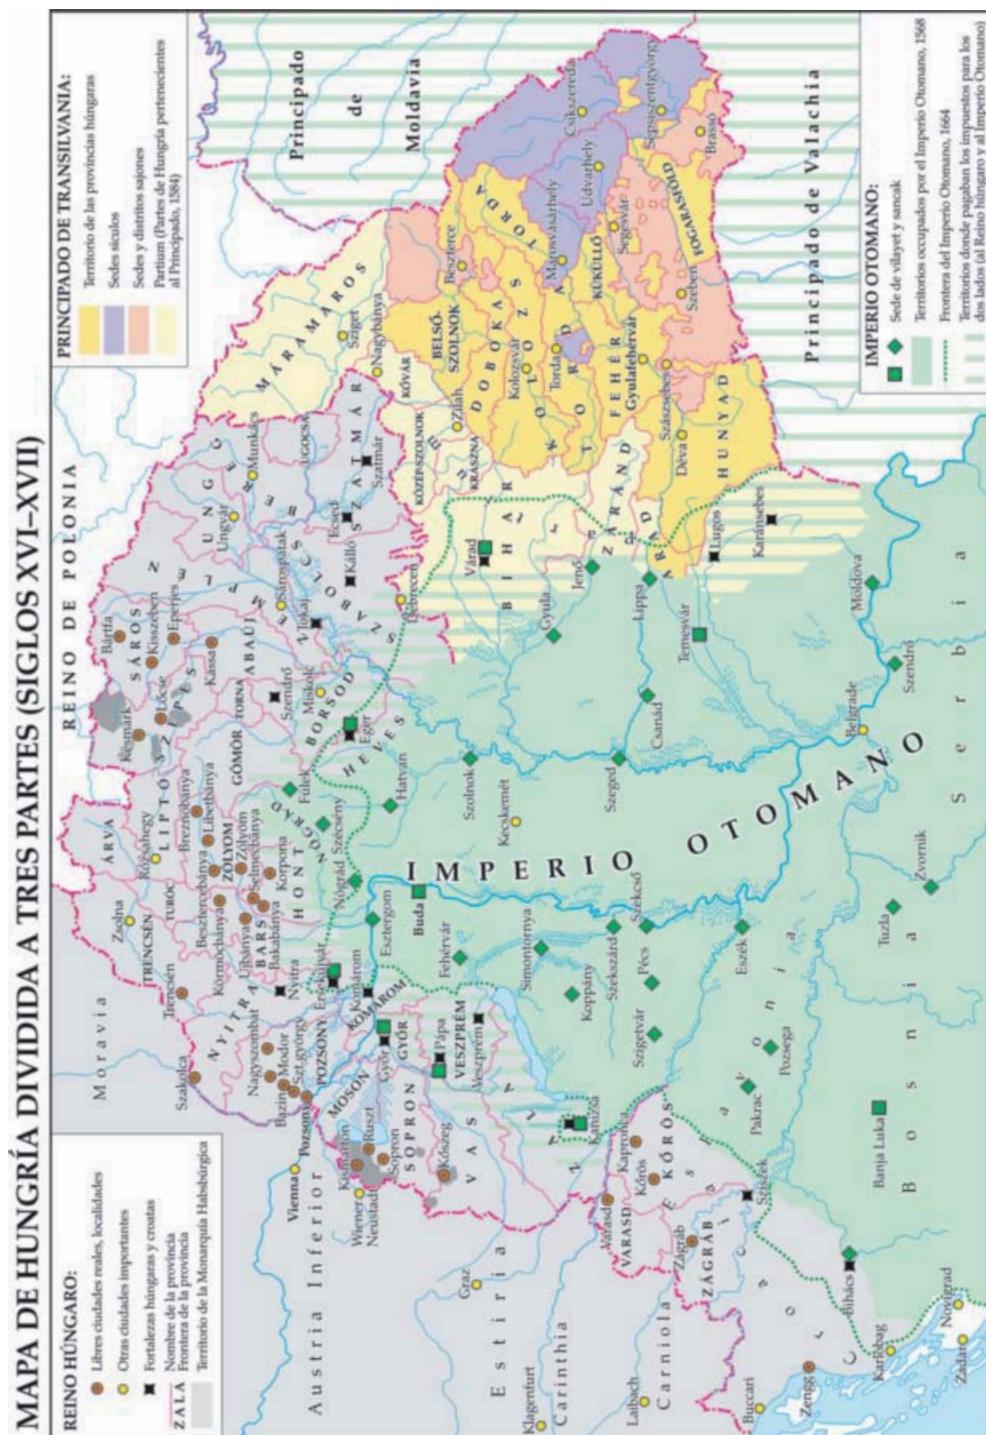 MAPA DE HUNGRÍA DIVIDIDA A TRES PARTES (SIGLOS XVI–XVII)
REINO HÚNGARO:
Libres ciudades reales, localidades
Otras ciudades importantes
Fortalezas húngaras y croatas
Nombre de la provincia
ZALA Frontera de la provincia
Territorio de la Monarquía Habsbúrgica
PRINCIPADO DE TRANSILVANIA:
Territorio de las provincias húngaras
Sedes sículos
Sedes y distritos sajones
Partium (Partes de Hungría pertenecientes
al Principado, 1584)
IMPERIO OTOMANO:
Sede de vilayet y sancak
Territorios occupados por el Imperio Otomano, 1568
Frontera del Imperio Otomano, 1664
Territorios donde pagaban los impuestos para los
dos lados (al Reino húngaro y al Imperio Otomano)
REINO DE POLONIA
Moravia
Principado
de
Moldavia
Principado de Valachia
Austria Inferior
Estiria
Carinthia
Carniola
Croacia
Bosnia
Serbia
IMPERIO OTOMANO
ÁRVA
TRENCSÉN
TURÓC
LIPTÓ
SZEPES
SÁROS
ZEMPLÉN
UNG
BEREG
UGOCSA
MÁRAMAROS
SZATMÁR
SZABOLCS
ABAUJ
TORNA
GÖMÖR
BORSOD
HEVES
NÓGRÁD
HONT
ZÓLYOM
BARS
NYITRA
POZSONY
KOMÁROM
MOSON
GYŐR
SOPRON
VAS
VESZPRÉM
ZALA
VARASD
KŐRÖS
ZÁGRÁB
KŐVÁR
KÖZÉP-SZOLNOK
KRASZNA
BIHAR
ZARÁND
ARAD
BELSŐ-
SZOLNOK
DOBOKA
KOLOZS
TORDA
FEHÉR
KÜKÜLLŐ
HUNYAD
FOGARASFÖLD
Zsolna
Trencsén
Szakolca
Rózsahegy
Késmárk
Lőcse
Bártfa
Kisszeben
Eperjes
Kassa
Breznóbánya
Libetbánya
Besztercebánya
Zólyom
Körmöcbánya
Selmecbánya
Újbánya
Bakabánya
Korpona
Nagyszombat
Modor
Bazin
Szt.györgy
Pozsony
Nyitra
Érsekújvár
Komárom
Vienna
Wiener
Neustadt
Kismarton
Ruszt
Sopron
Kőszeg
Győr
Pápa
Veszprém
Kanizsa
Graz
Klagenfurt
Laibach
Varasd
Kapronca
Kőrös
Zágráb
Sziszek
Buccari
Zengg
Karlobag
Novigrad
Zadar
Bihács
Banja Luka
Pakrac
Pozsega
Eszék
Tuzla
Zvornik
Belgrade
Szendrő
Moldova
Esztergom
Nógrád
Szécsény
Fülek
Hatvan
Eger
Buda
Fehérvár
Simontornya
Koppány
Szekszárd
Szekcső
Pécs
Szigetvár
Szolnok
Kecskemét
Szeged
Csanád
Temesvár
Lippa
Gyula
Jenő
Várad
Debrecen
Lugos
Karánsebes
Szendrő
Miskolc
Tokaj
Sárospatak
Ungvár
Munkács
Kálló
Ecsed
Szatmár
Sziget
Nagybánya
Zilah
Beszterce
Kolozsvár
Torda
Marosvásárhely
Udvarhely
Csíkszereda
Sepsiszentgyörgy
Brassó
Segesvár
Szeben
Gyulafehérvár
Szászsebes
Déva